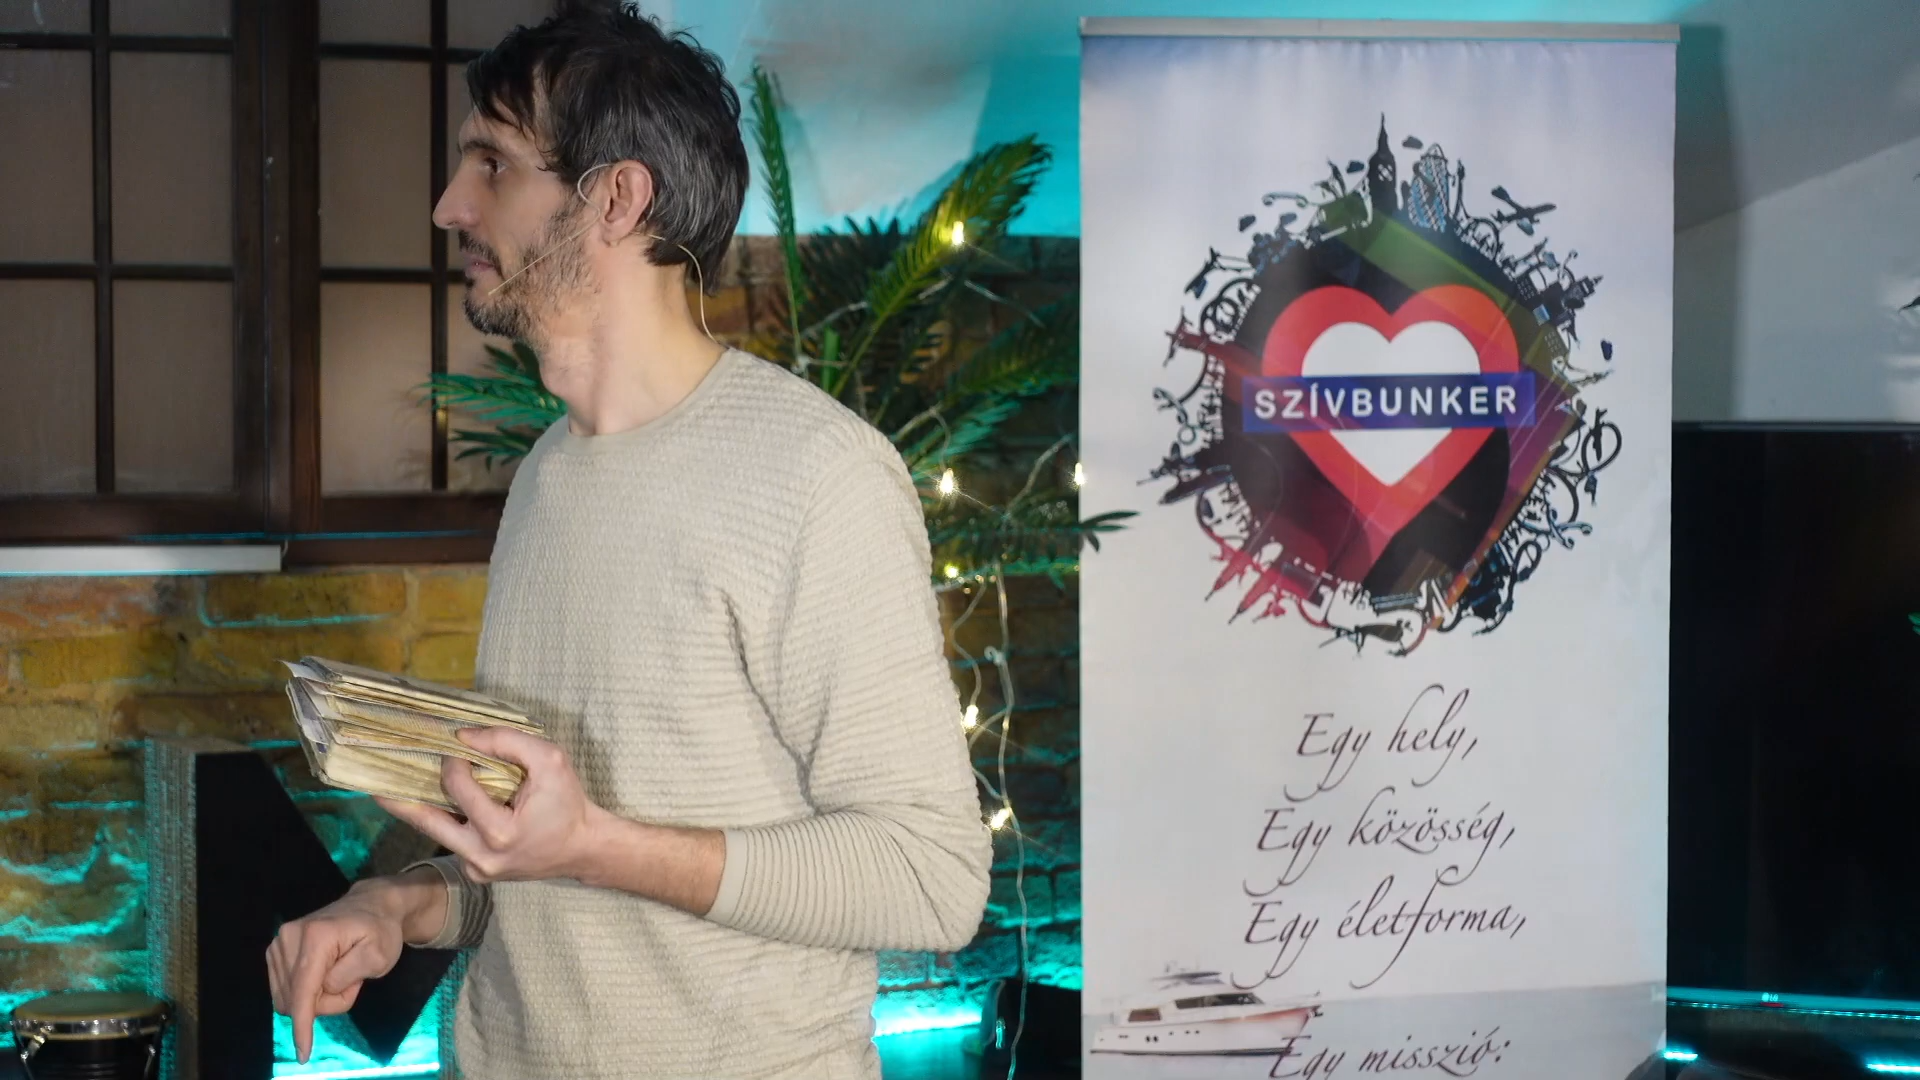 SZÍVBUNKER
Egy hely,
Egy közösség,
Egy életforma,
Egy misszió: